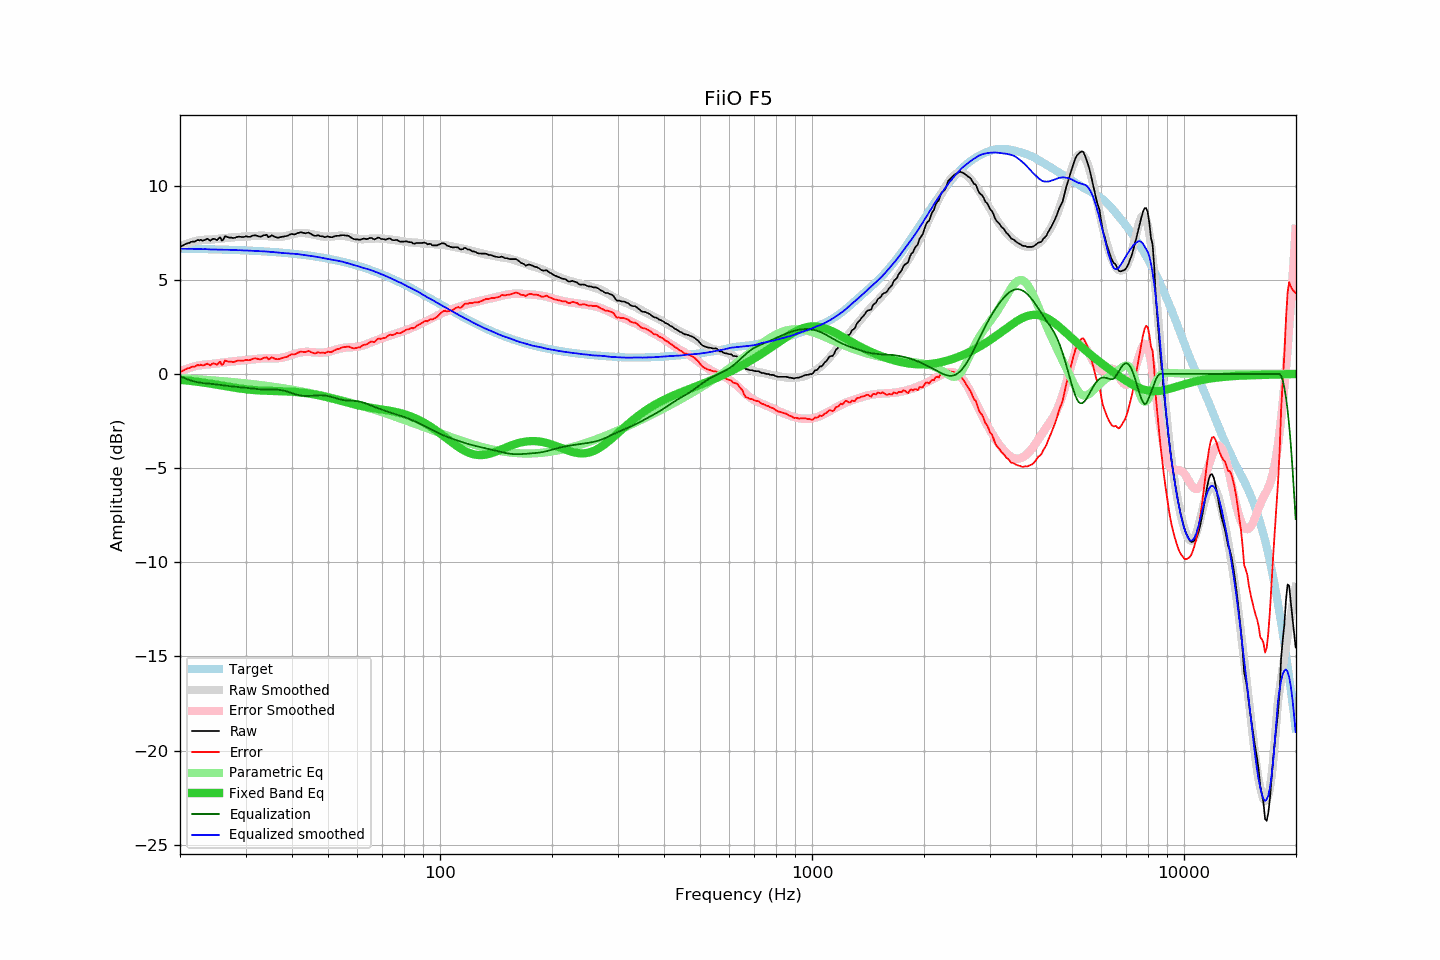 FiiO F5
10
5
0
−5
−10
−15
−20
−25
Amplitude (dBr)
Target
Raw Smoothed
Error Smoothed
Raw
Error
Parametric Eq
Fixed Band Eq
Equalization
Equalized smoothed
100 1000 10000
Frequency (Hz)